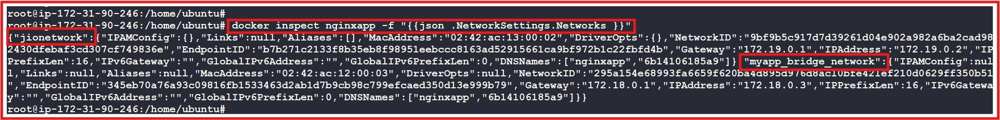 root@ip-172-31-90-246:/home/ubuntu#
root@ip-172-31-90-246:/home/ubuntu# docker inspect nginxapp -f "{{json .NetworkSettings.Networks }}"
{"jionetwork":{"IPAMConfig":{},"Links":null,"Aliases":[],"MacAddress":"02:42:ac:13:00:02","DriverOpts":{},"NetworkID":"9bf9b5c917d7d39261d04e902a982a6ba2cad98
2430dfebaf3cd307cf749836e","EndpointID":"b7b271c2133f8b35eb8f98951eebccc8163ad52915661ca9bf972b1c22fbfd4b","Gateway":"172.19.0.1","IPAddress":"172.19.0.2","IP
PrefixLen":16,"IPv6Gateway":"","GlobalIPv6Address":"","GlobalIPv6PrefixLen":0,"DNSNames":["nginxapp","6b14106185a9"]},"myapp_bridge_network":{"IPAMConfig":nul
l,"Links":null,"Aliases":null,"MacAddress":"02:42:ac:12:00:03","DriverOpts":null,"NetworkID":"295a154e68993fa6659f620ba4d895d976d8ac10bfe421ef210d0629ff350b51
","EndpointID":"345eb70a76a93c09816fb1533463d2ab1d7b9cb98c799efcaed350d13e999b79","Gateway":"172.18.0.1","IPAddress":"172.18.0.3","IPPrefixLen":16,"IPv6Gatewa
y":"","GlobalIPv6Address":"","GlobalIPv6PrefixLen":0,"DNSNames":["nginxapp","6b14106185a9"]}}
root@ip-172-31-90-246:/home/ubuntu#